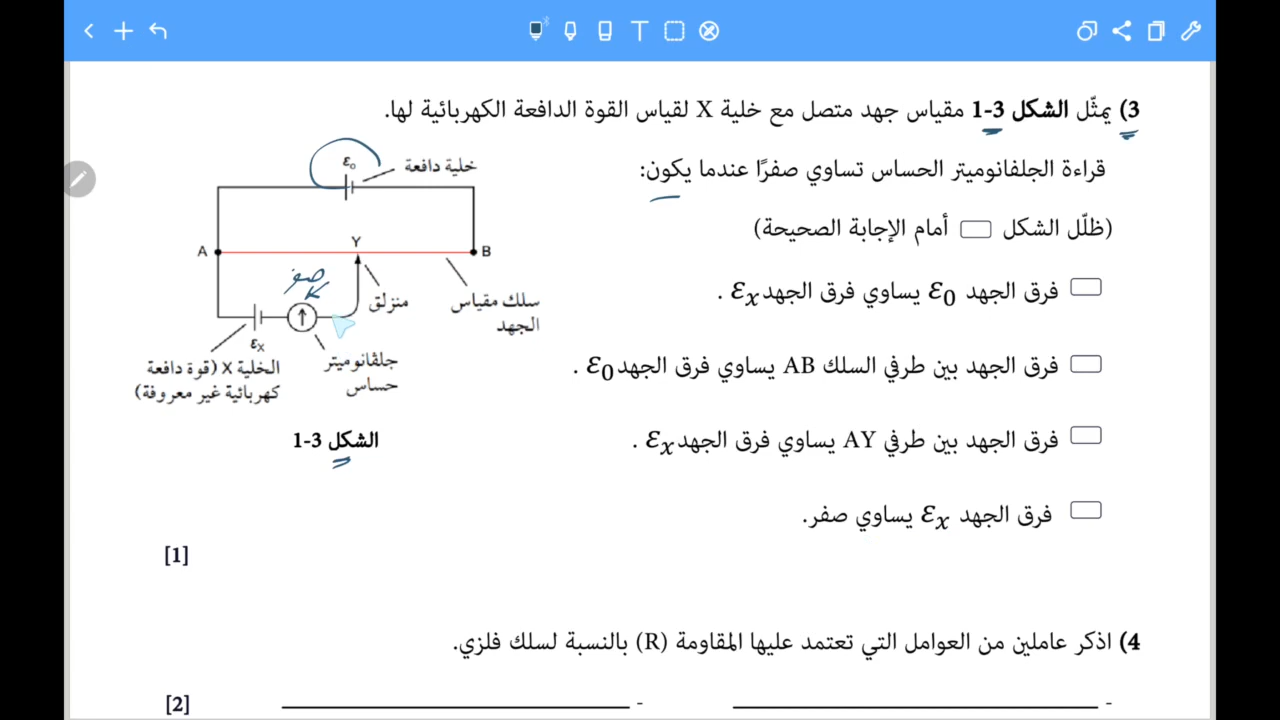 3) يمثّل الشكل 3-1 مقياس جهد متصل مع خلية X لقياس القوة الدافعة الكهربائية لها.
قراءة الجلفانوميتر الحساس تساوي صفرًا عندما يكون:
(ظلّل الشكل أمام الإجابة الصحيحة)
فرق الجهد ε0 يساوي فرق الجهد εx .
فرق الجهد بين طرفي السلك AB يساوي فرق الجهد ε0 .
فرق الجهد بين طرفي AY يساوي فرق الجهد εx .
فرق الجهد εx يساوي صفر.
[1]
ε0
خلية دافعة
A
Y
B
صفر
منزلق
سلك مقياس
الجهد
εX
جلڤانوميتر
حساس
الخلية X (قوة دافعة
كهربائية غير معروفة)
الشكل 3-1
4) اذكر عاملين من العوامل التي تعتمد عليها المقاومة (R) بالنسبة لسلك فلزي.
- ______ - ______ [2]
T